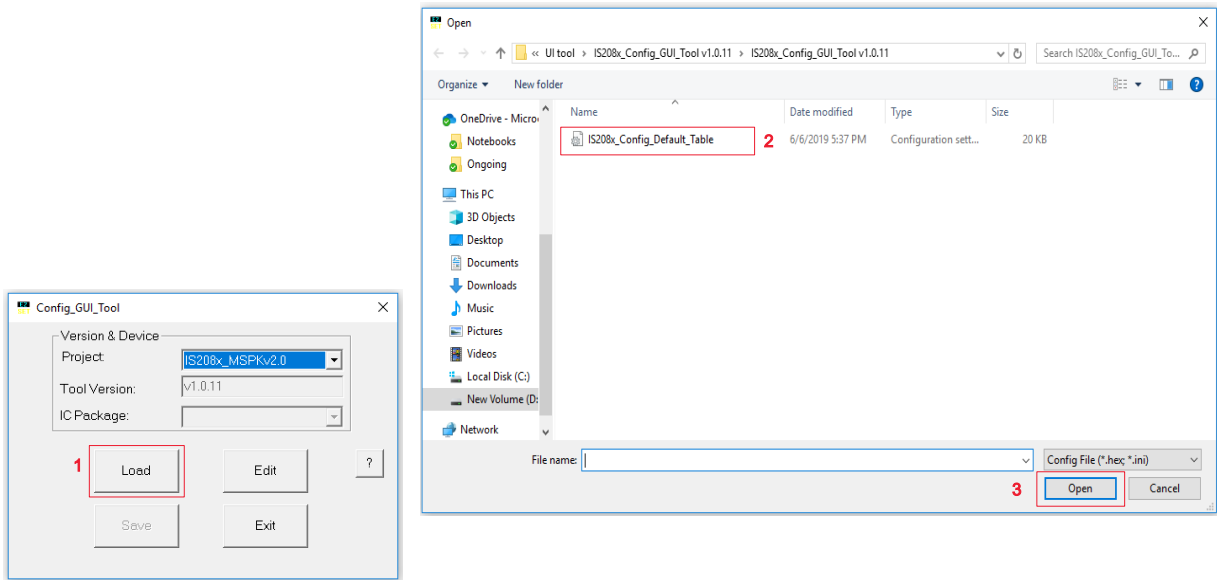 Open
« UI tool > IS208x_Config_GUI_Tool v1.0.11 > IS208x_Config_GUI_Tool v1.0.11
Search IS208x_Config_GUI_To...
Organize
New folder
?
Name
Date modified
Type
Size
IS208x_Config_Default_Table
2
6/6/2019 5:37 PM
Configuration sett...
20 KB
OneDrive - Micro
Notebooks
Ongoing
This PC
3D Objects
Desktop
Documents
Downloads
Music
Pictures
Videos
Local Disk (C:)
New Volume (D:
Network
File name:
Config File (*.hex; *.ini)
3
Open
Cancel
Config_GUI_Tool
Version & Device
Project:
IS208x_MSPKv2.0
Tool Version:
v1.0.11
IC Package:
1
Load
Edit
?
Save
Exit